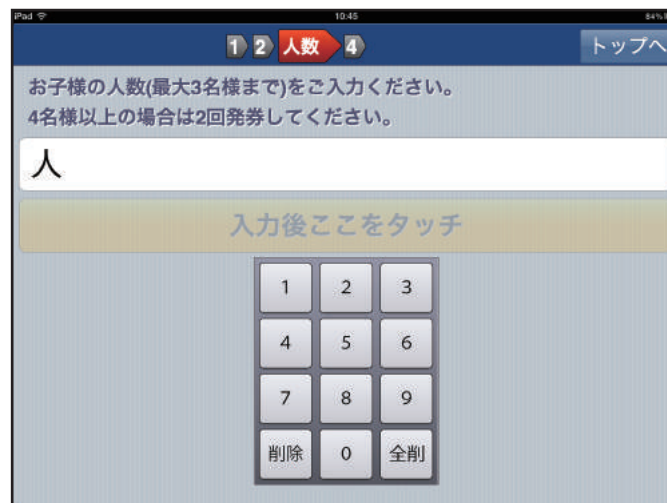 iPad 10:45 84%
1 2 人数 4 トップへ
お子様の人数(最大3名様まで)をご入力ください。
4名様以上の場合は2回発券してください。
人
入力後ここをタッチ
1 2 3
4 5 6
7 8 9
削除 0 全削